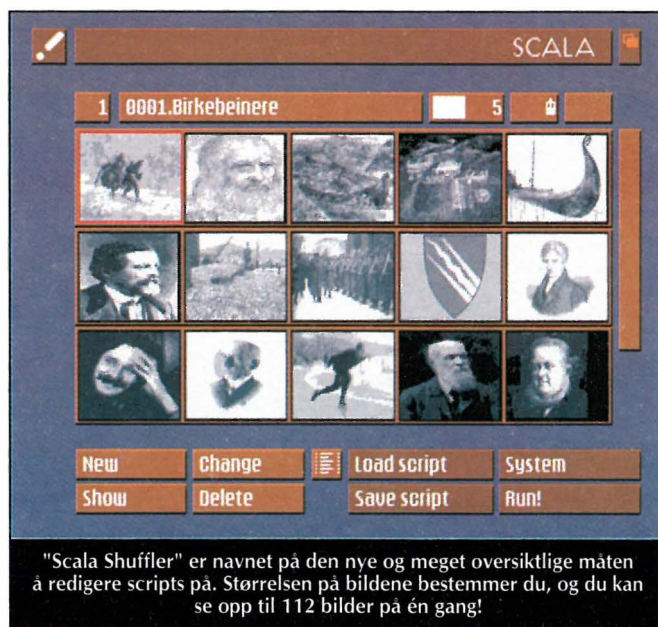 SCALA
1 0001.Birkebeinere 5
New Change Load script System
Show Delete Save script Run!
"Scala Shuffler" er navnet på den nye og meget oversiktlige måten
å redigere scripts på. Størrelsen på bildene bestemmer du, og du kan
se opp til 112 bilder på én gang!